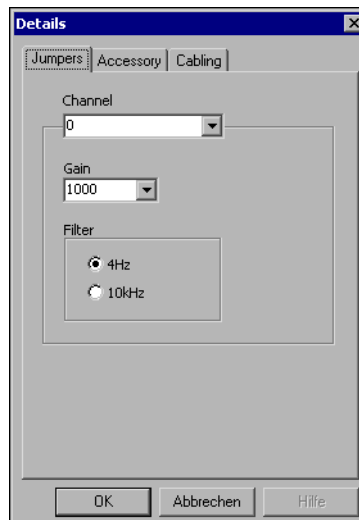 Details
Jumpers Accessory Cabling
Channel
0
Gain
1000
Filter
4Hz
10kHz
OK Abbrechen Hilfe